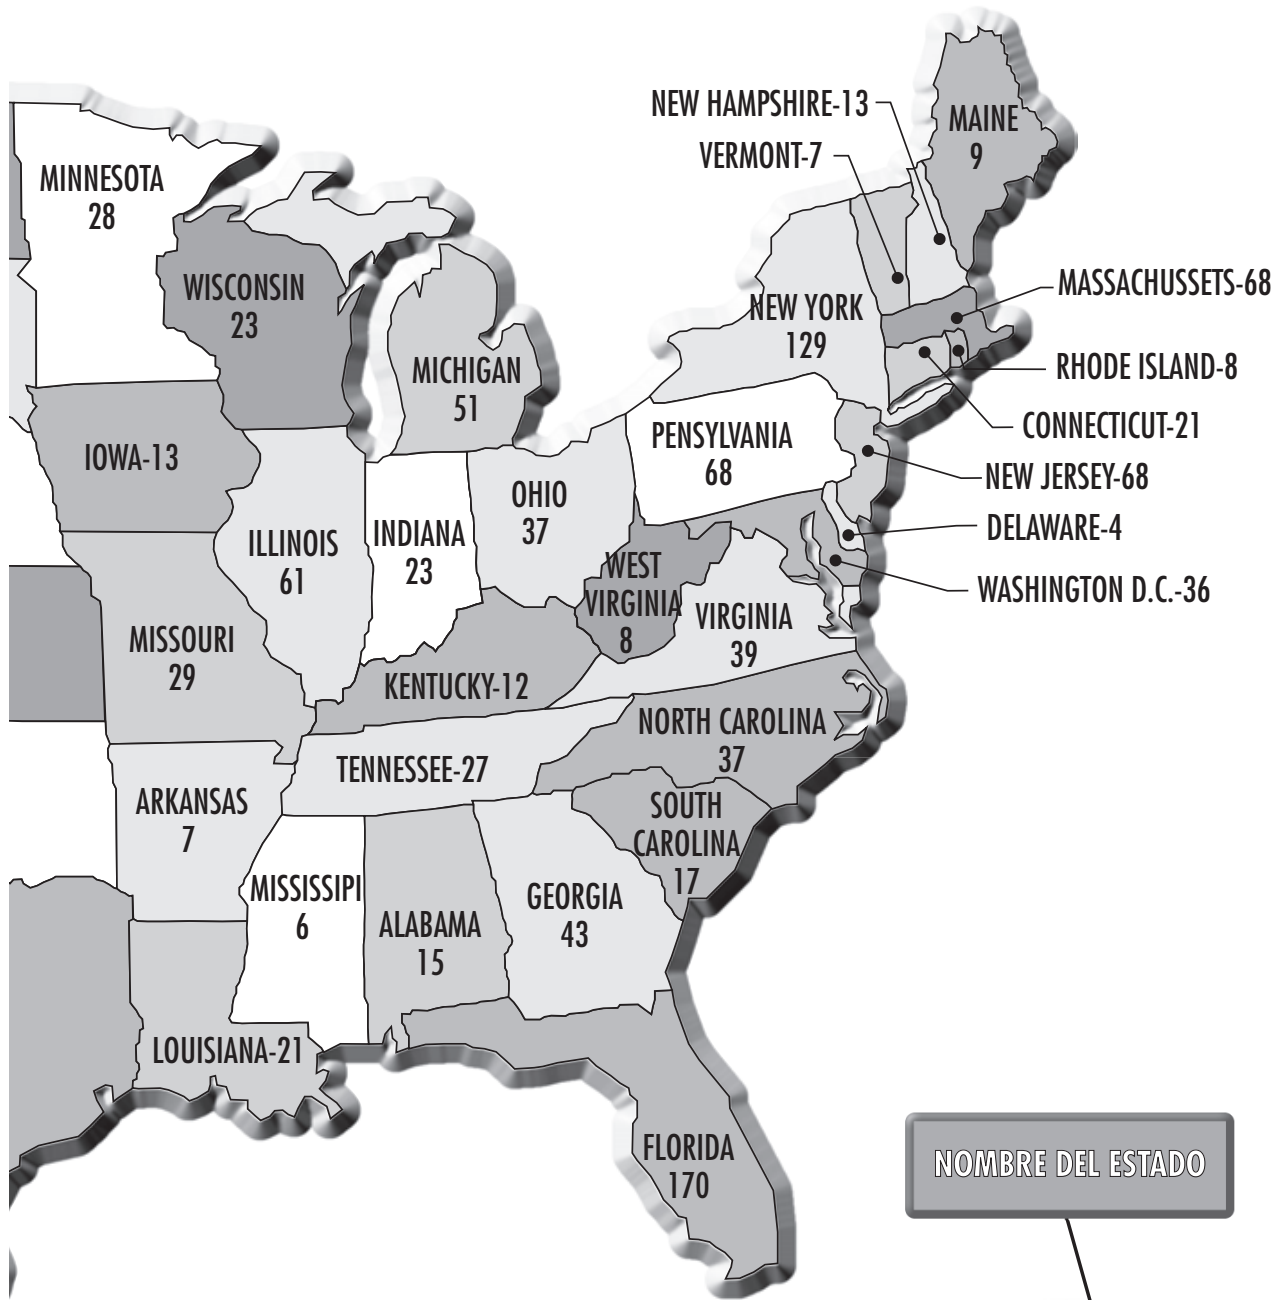 NEW HAMPSHIRE-13
VERMONT-7
MAINE
9
MINNESOTA
28
WISCONSIN
23
MICHIGAN
51
NEW YORK
129
MASSACHUSSETS-68
RHODE ISLAND-8
CONNECTICUT-21
NEW JERSEY-68
DELAWARE-4
WASHINGTON D.C.-36
PENSYLVANIA
68
IOWA-13
ILLINOIS
61
INDIANA
23
OHIO
37
WEST
VIRGINIA
8
VIRGINIA
39
MISSOURI
29
KENTUCKY-12
NORTH CAROLINA
37
TENNESSEE-27
SOUTH
CAROLINA
17
ARKANSAS
7
MISSISSIPI
6
ALABAMA
15
GEORGIA
43
LOUISIANA-21
FLORIDA
170
NOMBRE DEL ESTADO